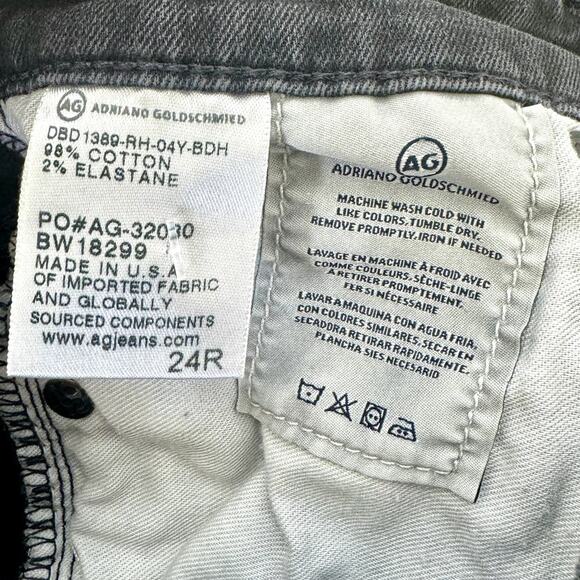 AG ADRIANO GOLDSCHMIED
DBD1389-RH-04Y-BDH
98% COTTON
2% ELASTANE
PO#AG-32030
BW18299
MADE IN U.S.A
OF IMPORTED FABRIC
AND GLOBALLY
SOURCED COMPONENTS
www.agjeans.com
24R
AG
ADRIANO GOLDSCHMIED
MACHINE WASH COLD WITH
LIKE COLORS. TUMBLE DRY.
REMOVE PROMPTLY. IRON IF NEEDED
LAVAGE EN MACHINE À FROID AVEC
COMME COULEURS. SÈCHE-LINGE
À RETIRER PROMPTEMENT.
FER SI NÉCESSAIRE
LAVAR A MAQUINA CON AGUA FRIA,
CON COLORES SIMILARES. SECAR EN
SECADORA RETIRAR RAPIDAMENTE.
PLANCHA SIES NECESARIO